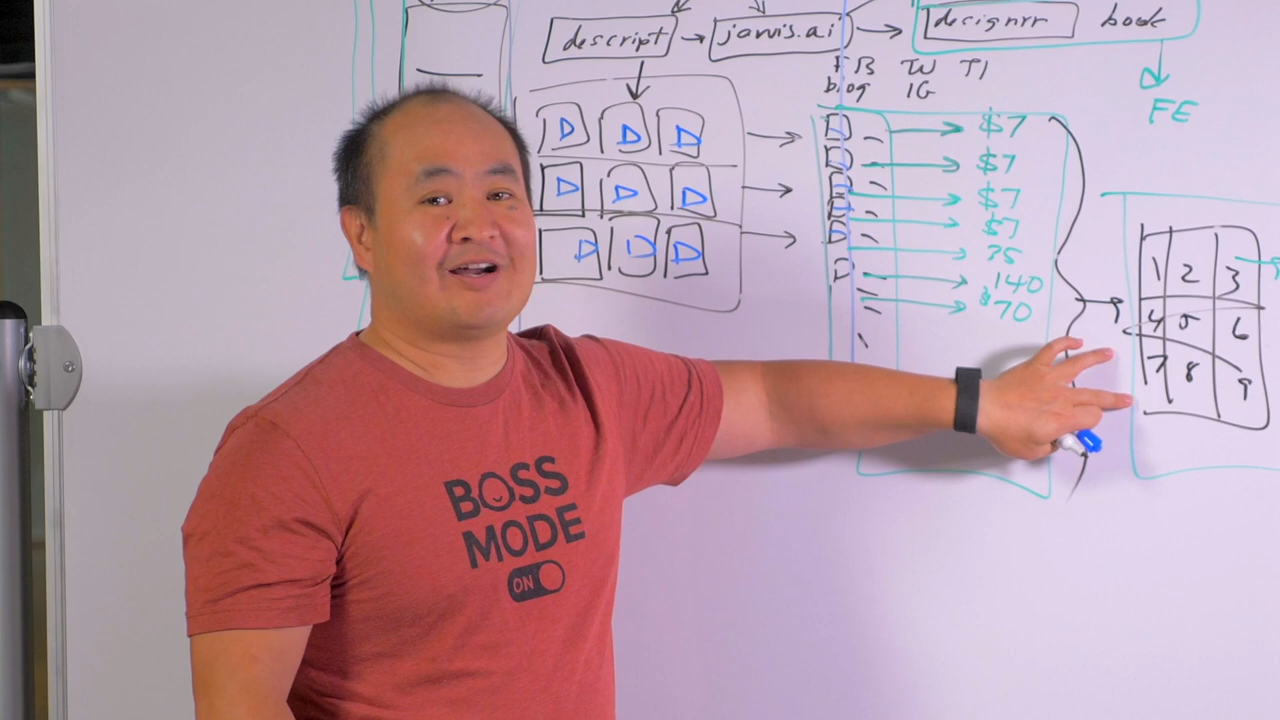 descript
jarvis.ai
designrr
book
FB TW TI
blog IG
FE
$7
$7
$7
$7
35
$140
$70
1 2 3
4 5 6
7 8 9
BOSS
MODE
ON